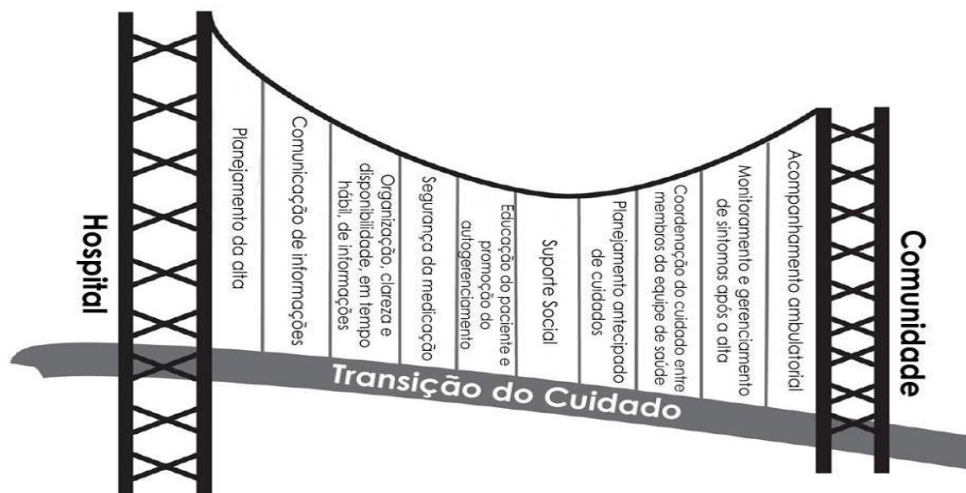 Hospital
Planejamento da alta
Comunicação de informações
Organização, clareza e
disponibilidade, em tempo
hábil, de informações
Segurança da medicação
Educação do paciente e
promoção do
autogerenciamento
Suporte Social
Planejamento antecipado
de cuidados
Coordenção do cuidado entre
membros da equipe de saúde
Monitoramento e gerenciamento
de sintomas após a alta
Acompanhamento ambulatorial
Comunidade
Transição do Cuidado